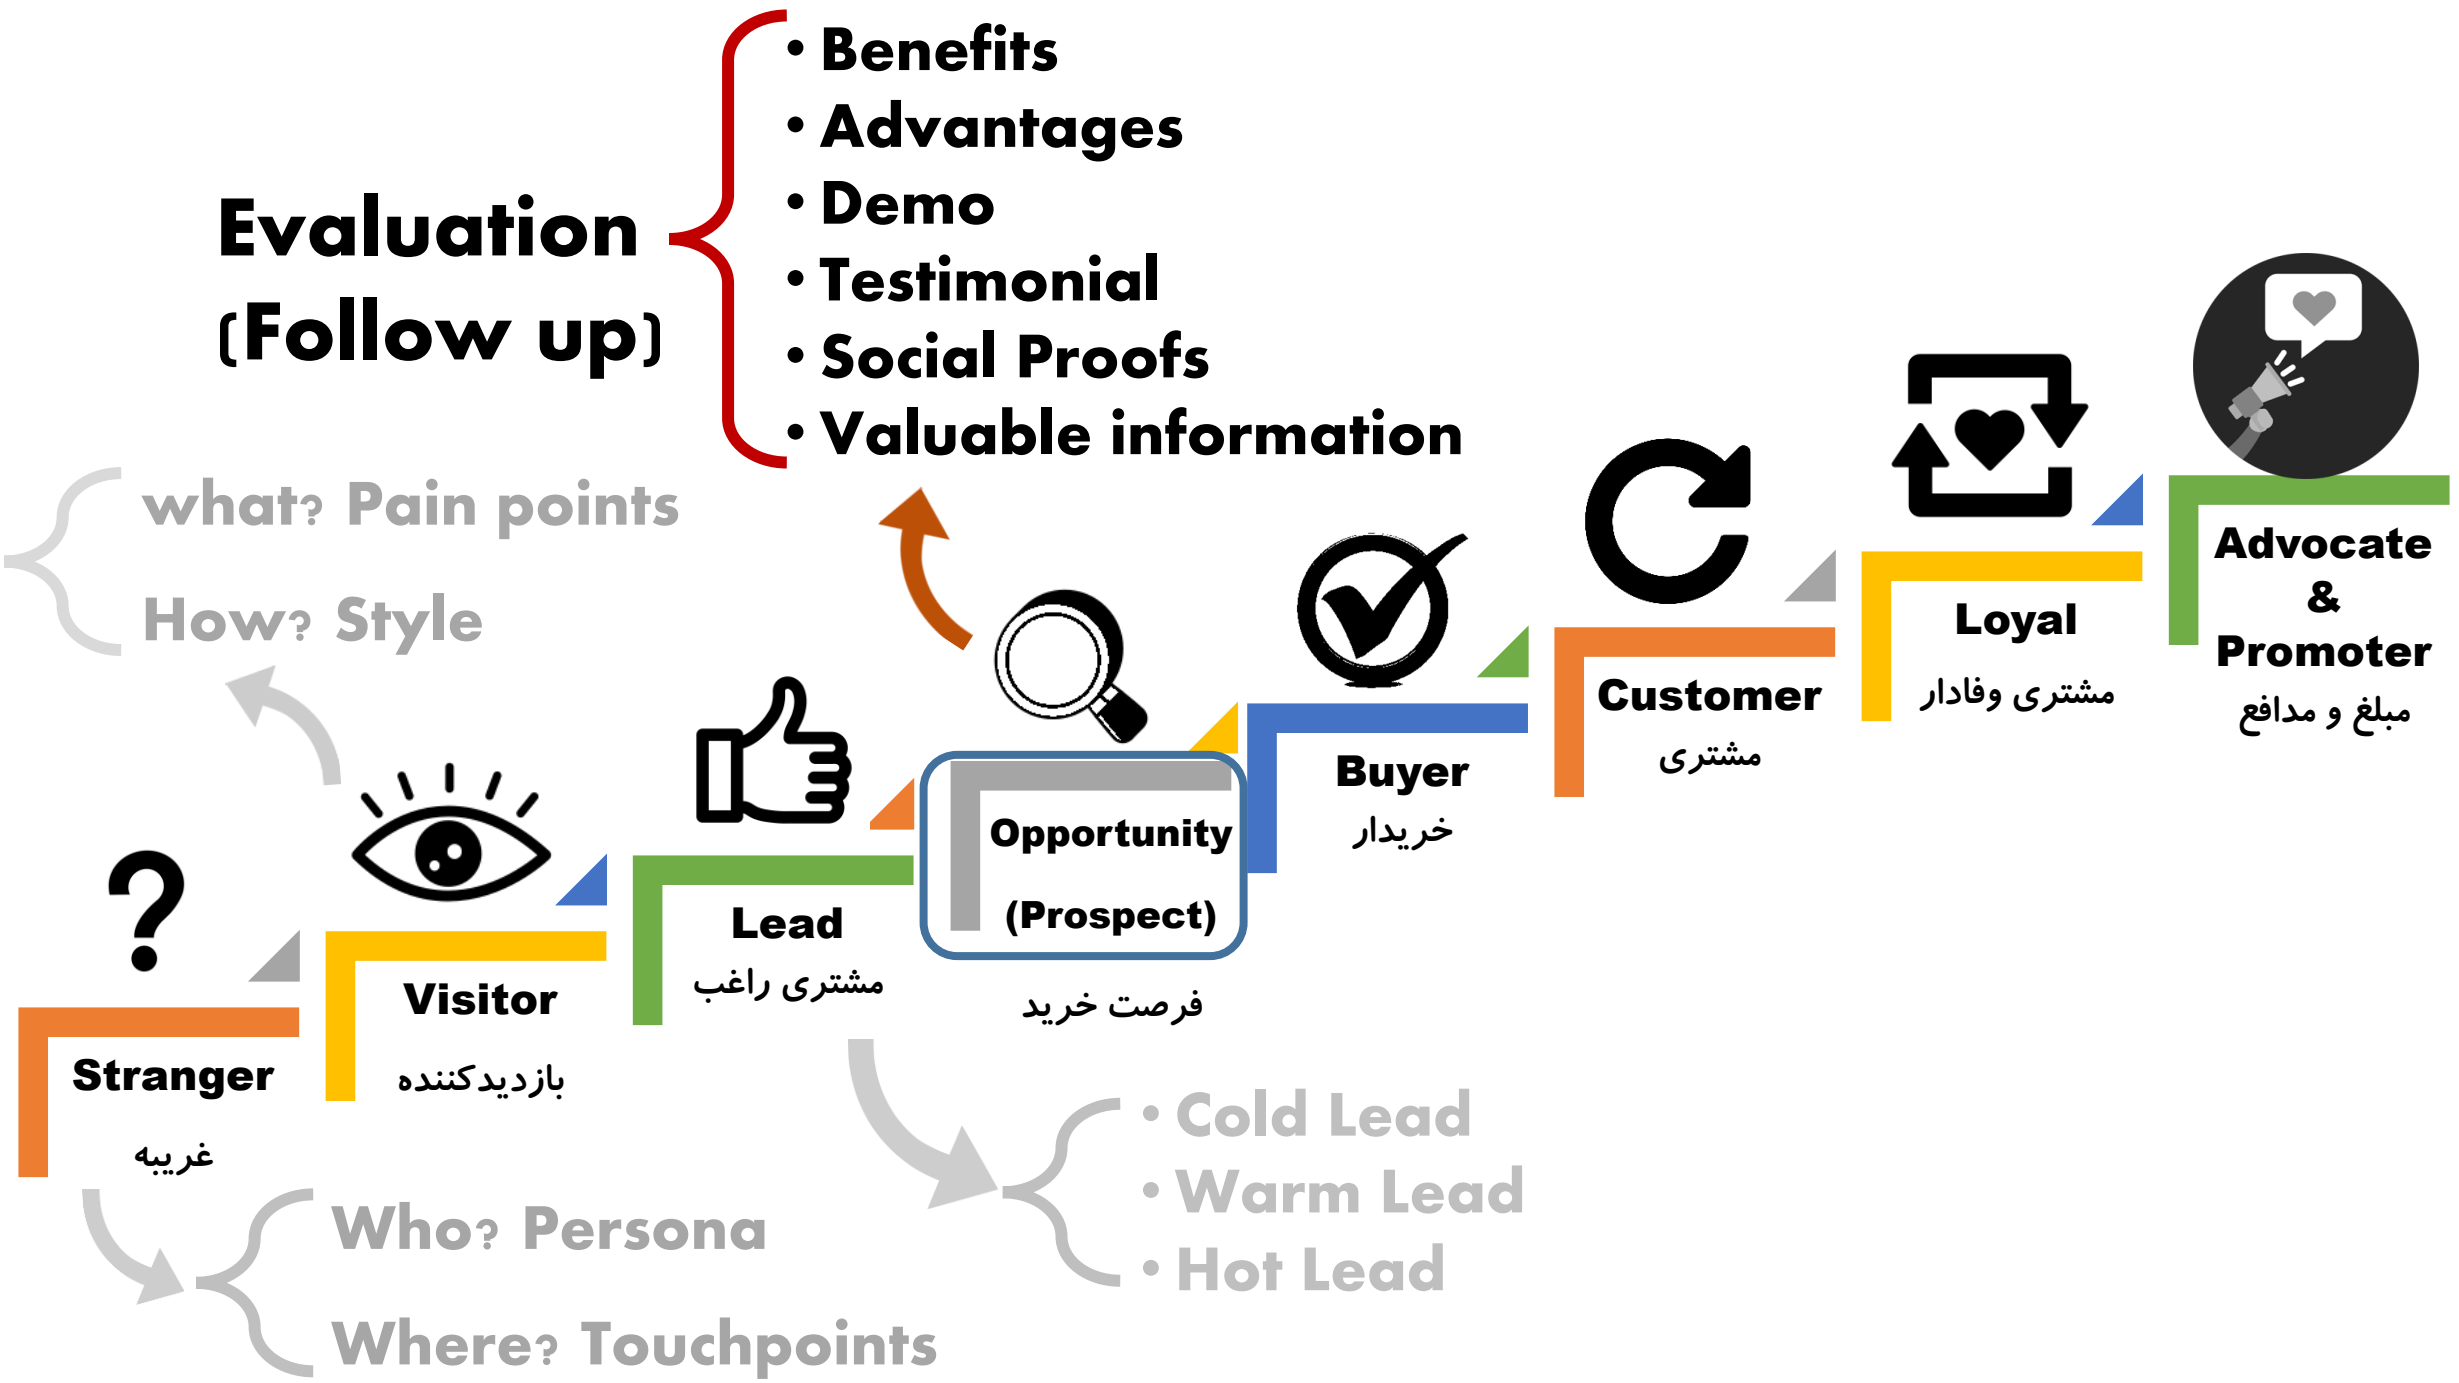 Evaluation
(Follow up)
• Benefits
• Advantages
• Demo
• Testimonial
• Social Proofs
• Valuable information
what? Pain points
How? Style
Stranger
غریبه
Visitor
بازدیدکننده
Lead
مشتری راغب
Opportunity
(Prospect)
فرصت خرید
Buyer
خریدار
Customer
مشتری
Loyal
مشتری وفادار
Advocate
&
Promoter
مبلغ و مدافع
Who? Persona
Where? Touchpoints
• Cold Lead
• Warm Lead
• Hot Lead